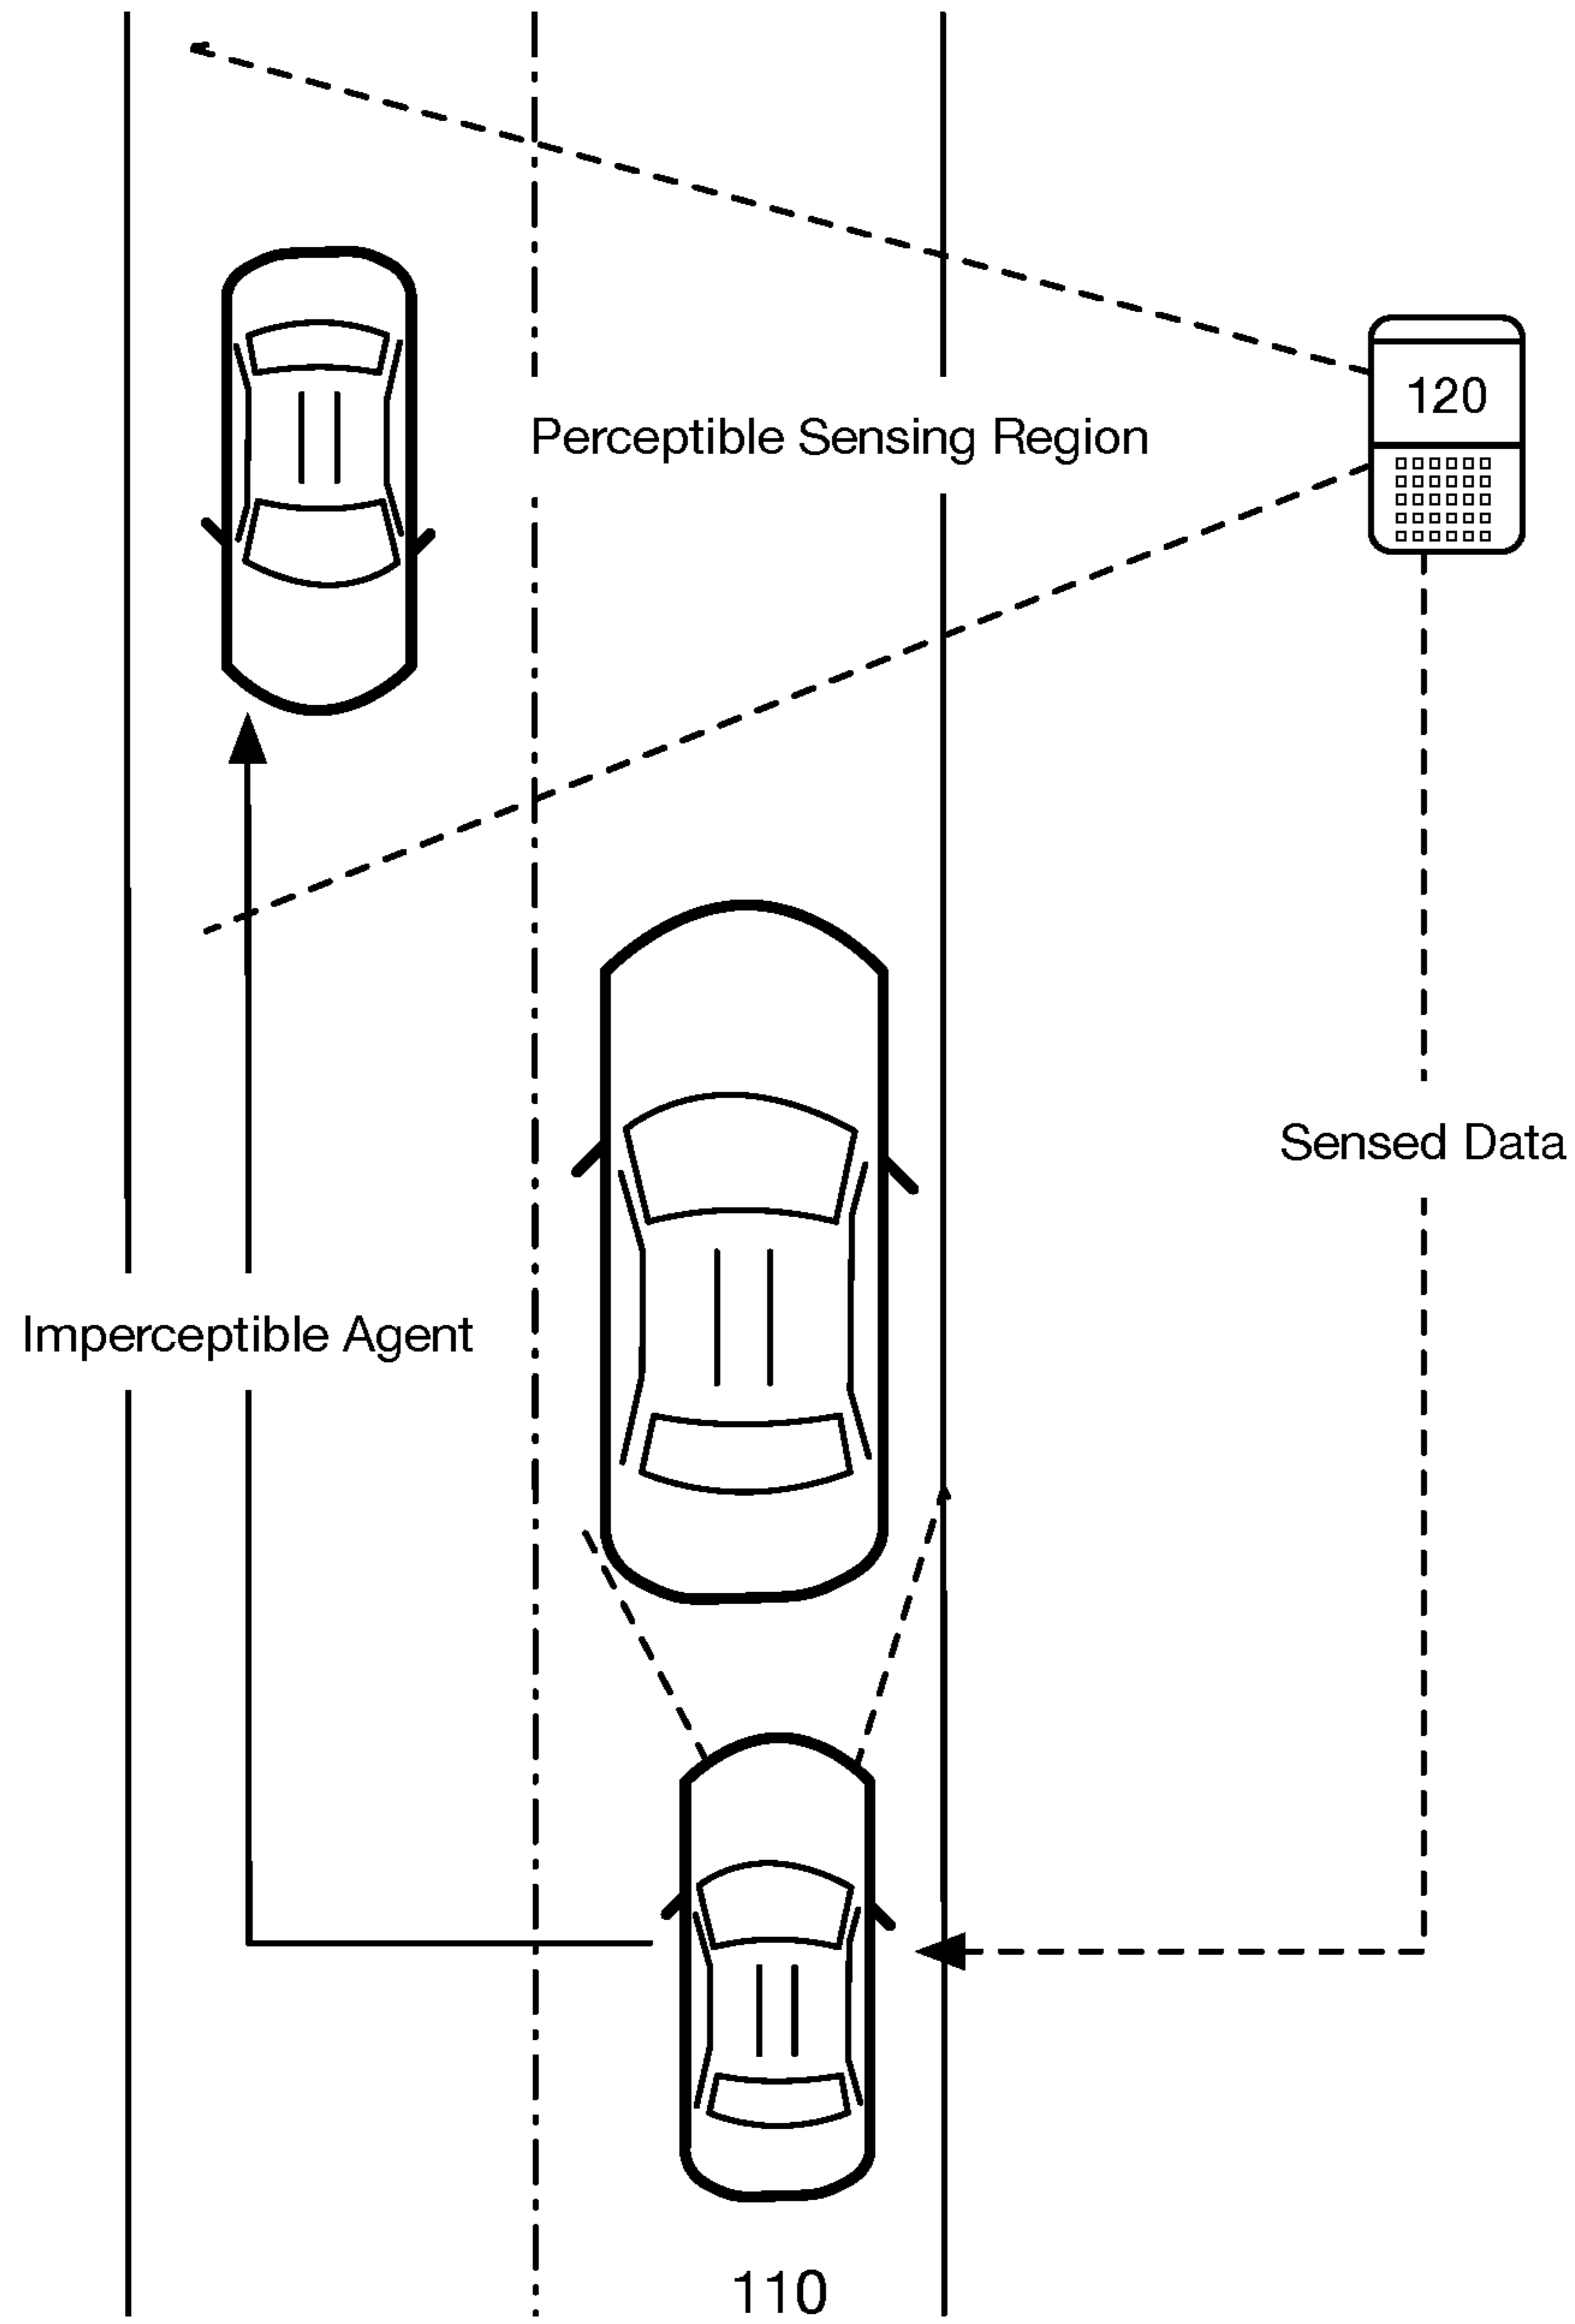 120
Perceptible Sensing Region
Sensed Data
Imperceptible Agent
110